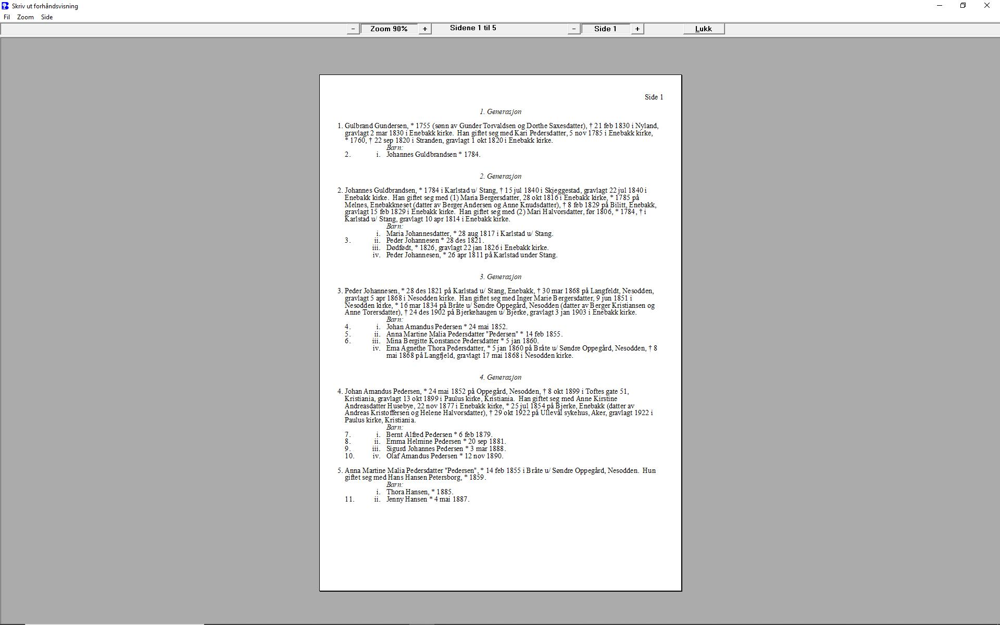 Skriv ut forhåndsvisning
Fil Zoom Side
- Zoom 90% + Sidene 1 til 5 - Side 1 + Lukk
Side 1
1. Generasjon
1. Gulbrand Gundersen, * 1755 (sønn av Gunder Torvaldsen og Dorthe Saxesdatter), † 21 feb 1830 i Nyland,
gravlagt 2 mar 1830 i Enebakk kirke. Han giftet seg med Kari Pedersdatter, 5 nov 1785 i Enebakk kirke,
* 1760, † 22 sep 1820 i Stranden, gravlagt 1 okt 1820 i Enebakk kirke.
Barn:
2. i. Johannes Guldbrandsen * 1784.
2. Generasjon
2. Johannes Guldbrandsen, * 1784 i Karlstad u/ Stang, † 15 jul 1840 i Skjeggestad, gravlagt 22 jul 1840 i
Enebakk kirke. Han giftet seg med (1) Maria Bergersdatter, 28 okt 1816 i Enebakk kirke, * 1785 på
Melnes, Enebakkneset (datter av Berger Andersen og Anne Knudsdatter), † 8 feb 1829 på Bilitt, Enebakk,
gravlagt 15 feb 1829 i Enebakk kirke. Han giftet seg med (2) Mari Halvorsdatter, før 1806, * 1784, † i
Karlstad u/ Stang, gravlagt 10 apr 1814 i Enebakk kirke.
Barn:
i. Maria Johannesdatter, * 28 aug 1817 i Karlstad u/ Stang.
3. ii. Peder Johannesen * 28 des 1821.
iii. Dødfødt, * 1826, gravlagt 22 jan 1826 i Enebakk kirke.
iv. Peder Johannesen, * 26 apr 1811 på Karlstad under Stang.
3. Generasjon
3. Peder Johannesen, * 28 des 1821 på Karlstad u/ Stang, Enebakk, † 30 mar 1868 på Langfeldt, Nesodden,
gravlagt 5 apr 1868 i Nesodden kirke. Han giftet seg med Inger Marie Bergersdatter, 9 jun 1851 i
Nesodden kirke, * 16 mar 1834 på Bråte u/ Søndre Oppegård, Nesodden (datter av Berger Kristiansen og
Anne Torersdatter), † 24 des 1902 på Bjerkehaugen u/ Bjerke, gravlagt 3 jan 1903 i Enebakk kirke.
Barn:
4. i. Johan Amandus Pedersen * 24 mai 1852.
5. ii. Anna Martine Malia Pedersdatter "Pedersen" * 14 feb 1855.
6. iii. Mina Bergitte Konstance Pedersdatter * 5 jan 1860.
iv. Ema Agnethe Thora Pedersdatter, * 5 jan 1860 på Bråte u/ Søndre Oppegård, Nesodden, † 8
mai 1868 på Langfjeld, gravlagt 17 mai 1868 i Nesodden kirke.
4. Generasjon
4. Johan Amandus Pedersen, * 24 mai 1852 på Oppegård, Nesodden, † 8 okt 1899 i Toftes gate 51,
Kristiania, gravlagt 13 okt 1899 i Paulus kirke, Kristiania. Han giftet seg med Anne Kirstine
Andreasdatter Husebye, 22 nov 1877 i Enebakk kirke, * 25 jul 1854 på Bjerke, Enebakk (datter av
Andreas Kristoffersen og Helene Halvorsdatter), † 29 okt 1922 på Ullevål sykehus, Aker, gravlagt 1922 i
Paulus kirke, Kristiania.
Barn:
7. i. Bernt Alfred Pedersen * 6 feb 1879.
8. ii. Emma Helmine Pedersen * 20 sep 1881.
9. iii. Sigurd Johannes Pedersen * 3 mar 1888.
10. iv. Olaf Amandus Pedersen * 12 nov 1890.
5. Anna Martine Malia Pedersdatter "Pedersen", * 14 feb 1855 i Bråte u/ Søndre Oppegård, Nesodden. Hun
giftet seg med Hans Hansen Petersborg, * 1859.
Barn:
i. Thora Hansen, * 1885.
11. ii. Jenny Hansen * 4 mai 1887.